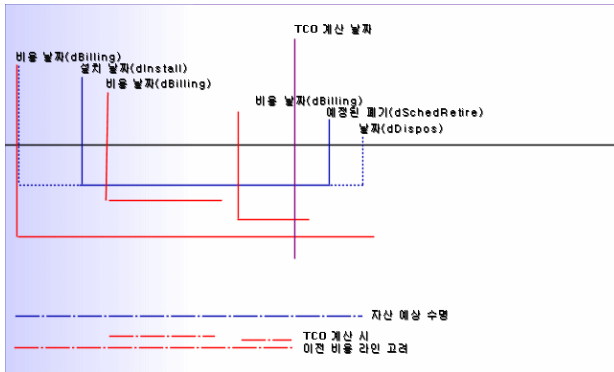 TCO 계산 날짜
비용 날짜(dBilling)
설치 날짜(dInstall)
비용 날짜(dBilling)
비용 날짜(dBilling)
예정된 폐기(dSchedRetire)
날짜(dDispos)
자산 예상 수명
TCO 계산 시
이전 비용 라인 고려